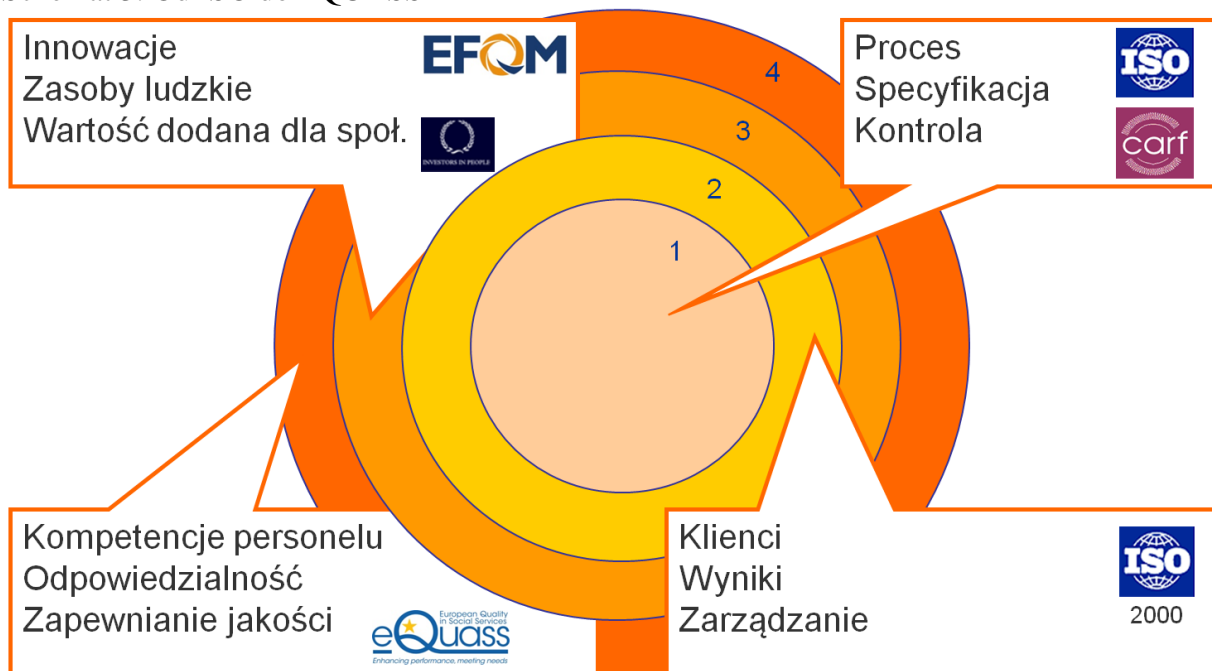 Innowacje
Zasoby ludzkie
Wartość dodana dla społ.
EFQM
INVESTORS IN PEOPLE
4
3
2
1
Proces
Specyfikacja
Kontrola
ISO
carf
Kompetencje personelu
Odpowiedzialność
Zapewnianie jakości
European Quality
in Social Services
eQuass
Enhancing performance, meeting needs
Klienci
Wyniki
Zarządzanie
ISO
2000